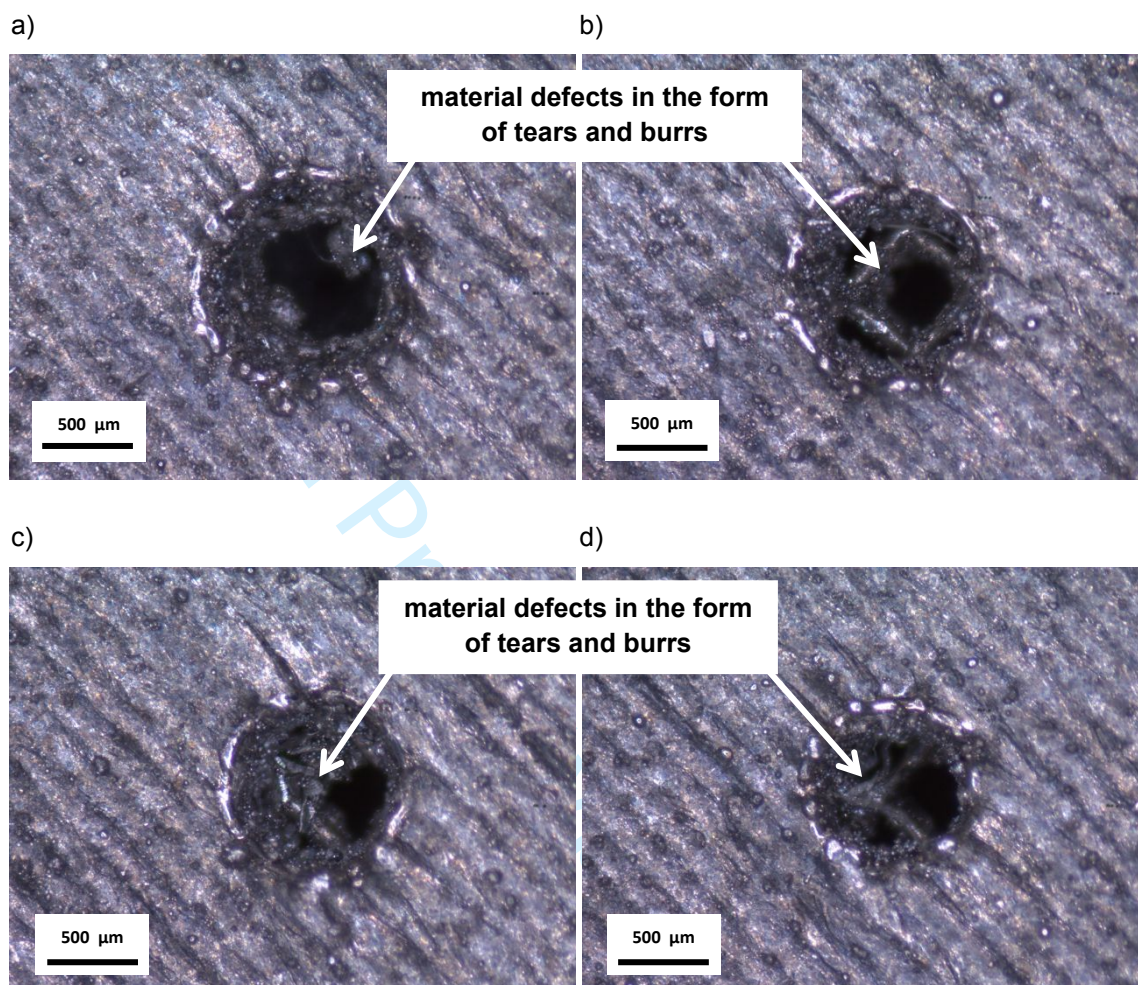 a)
b)
material defects in the form
of tears and burrs
500 µm
500 µm
c)
d)
material defects in the form
of tears and burrs
500 µm
500 µm